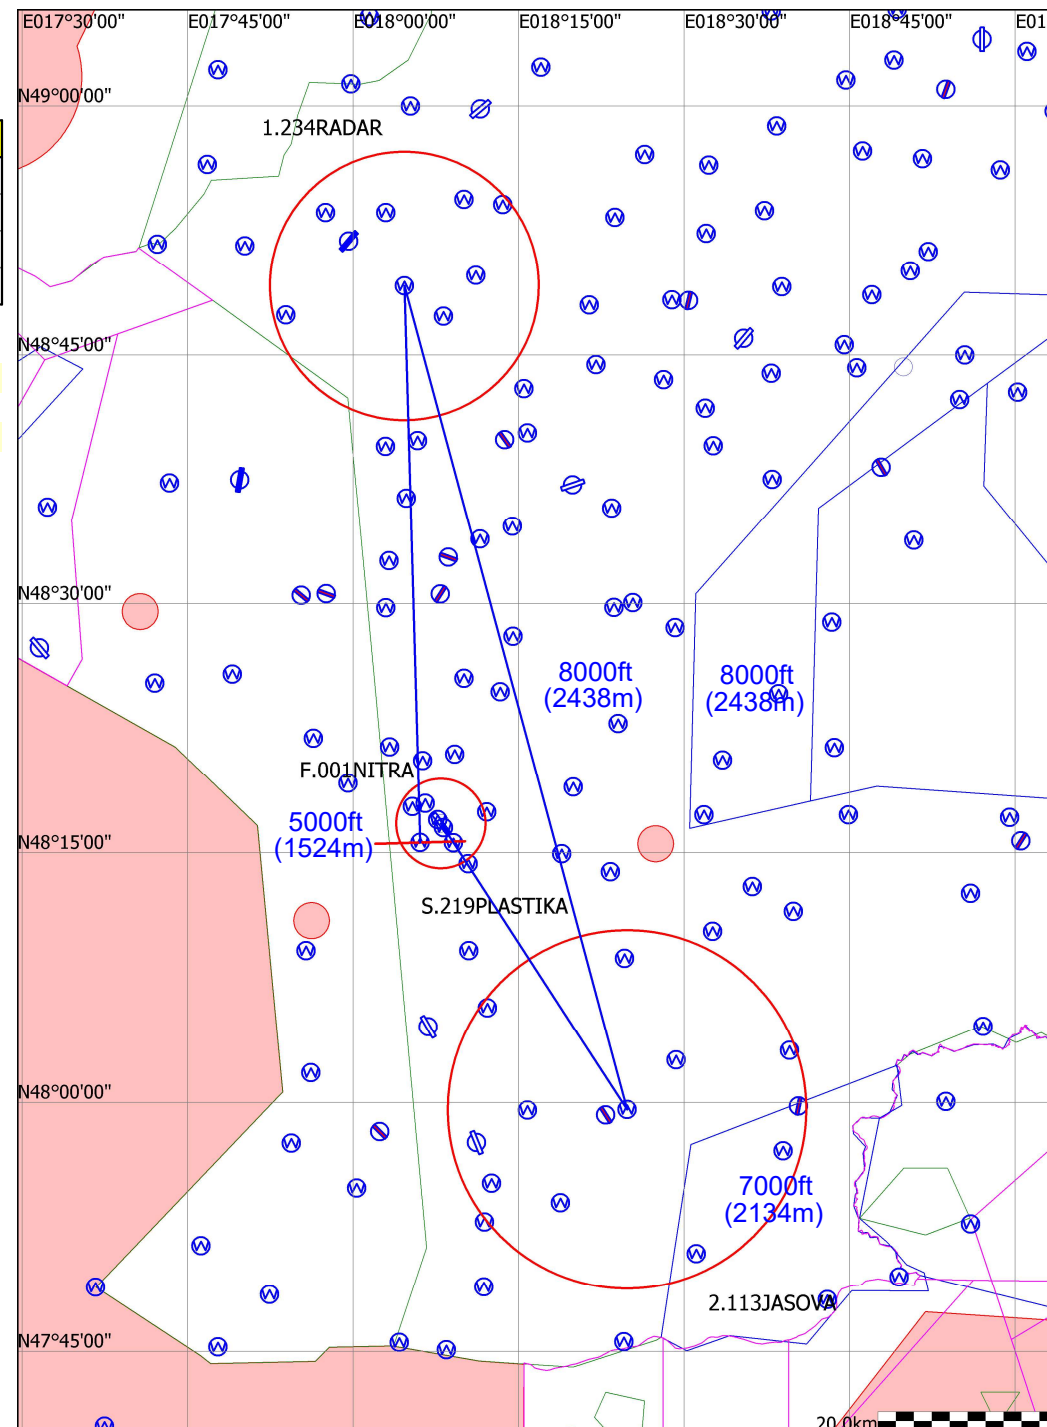 E017°30'00" E017°45'00" E018°00'00" E018°15'00" E018°30'00" E018°45'00" E01
N49°00'00"
1.234RADAR
N48°45'00"
N48°30'00"
8000ft
(2438m)
8000ft
(2438m)
F.001NITRA
5000ft
(1524m)
N48°15'00"
S.219PLASTIKA
N48°00'00"
7000ft
(2134m)
2.113JASOVA
N47°45'00"
20.0km